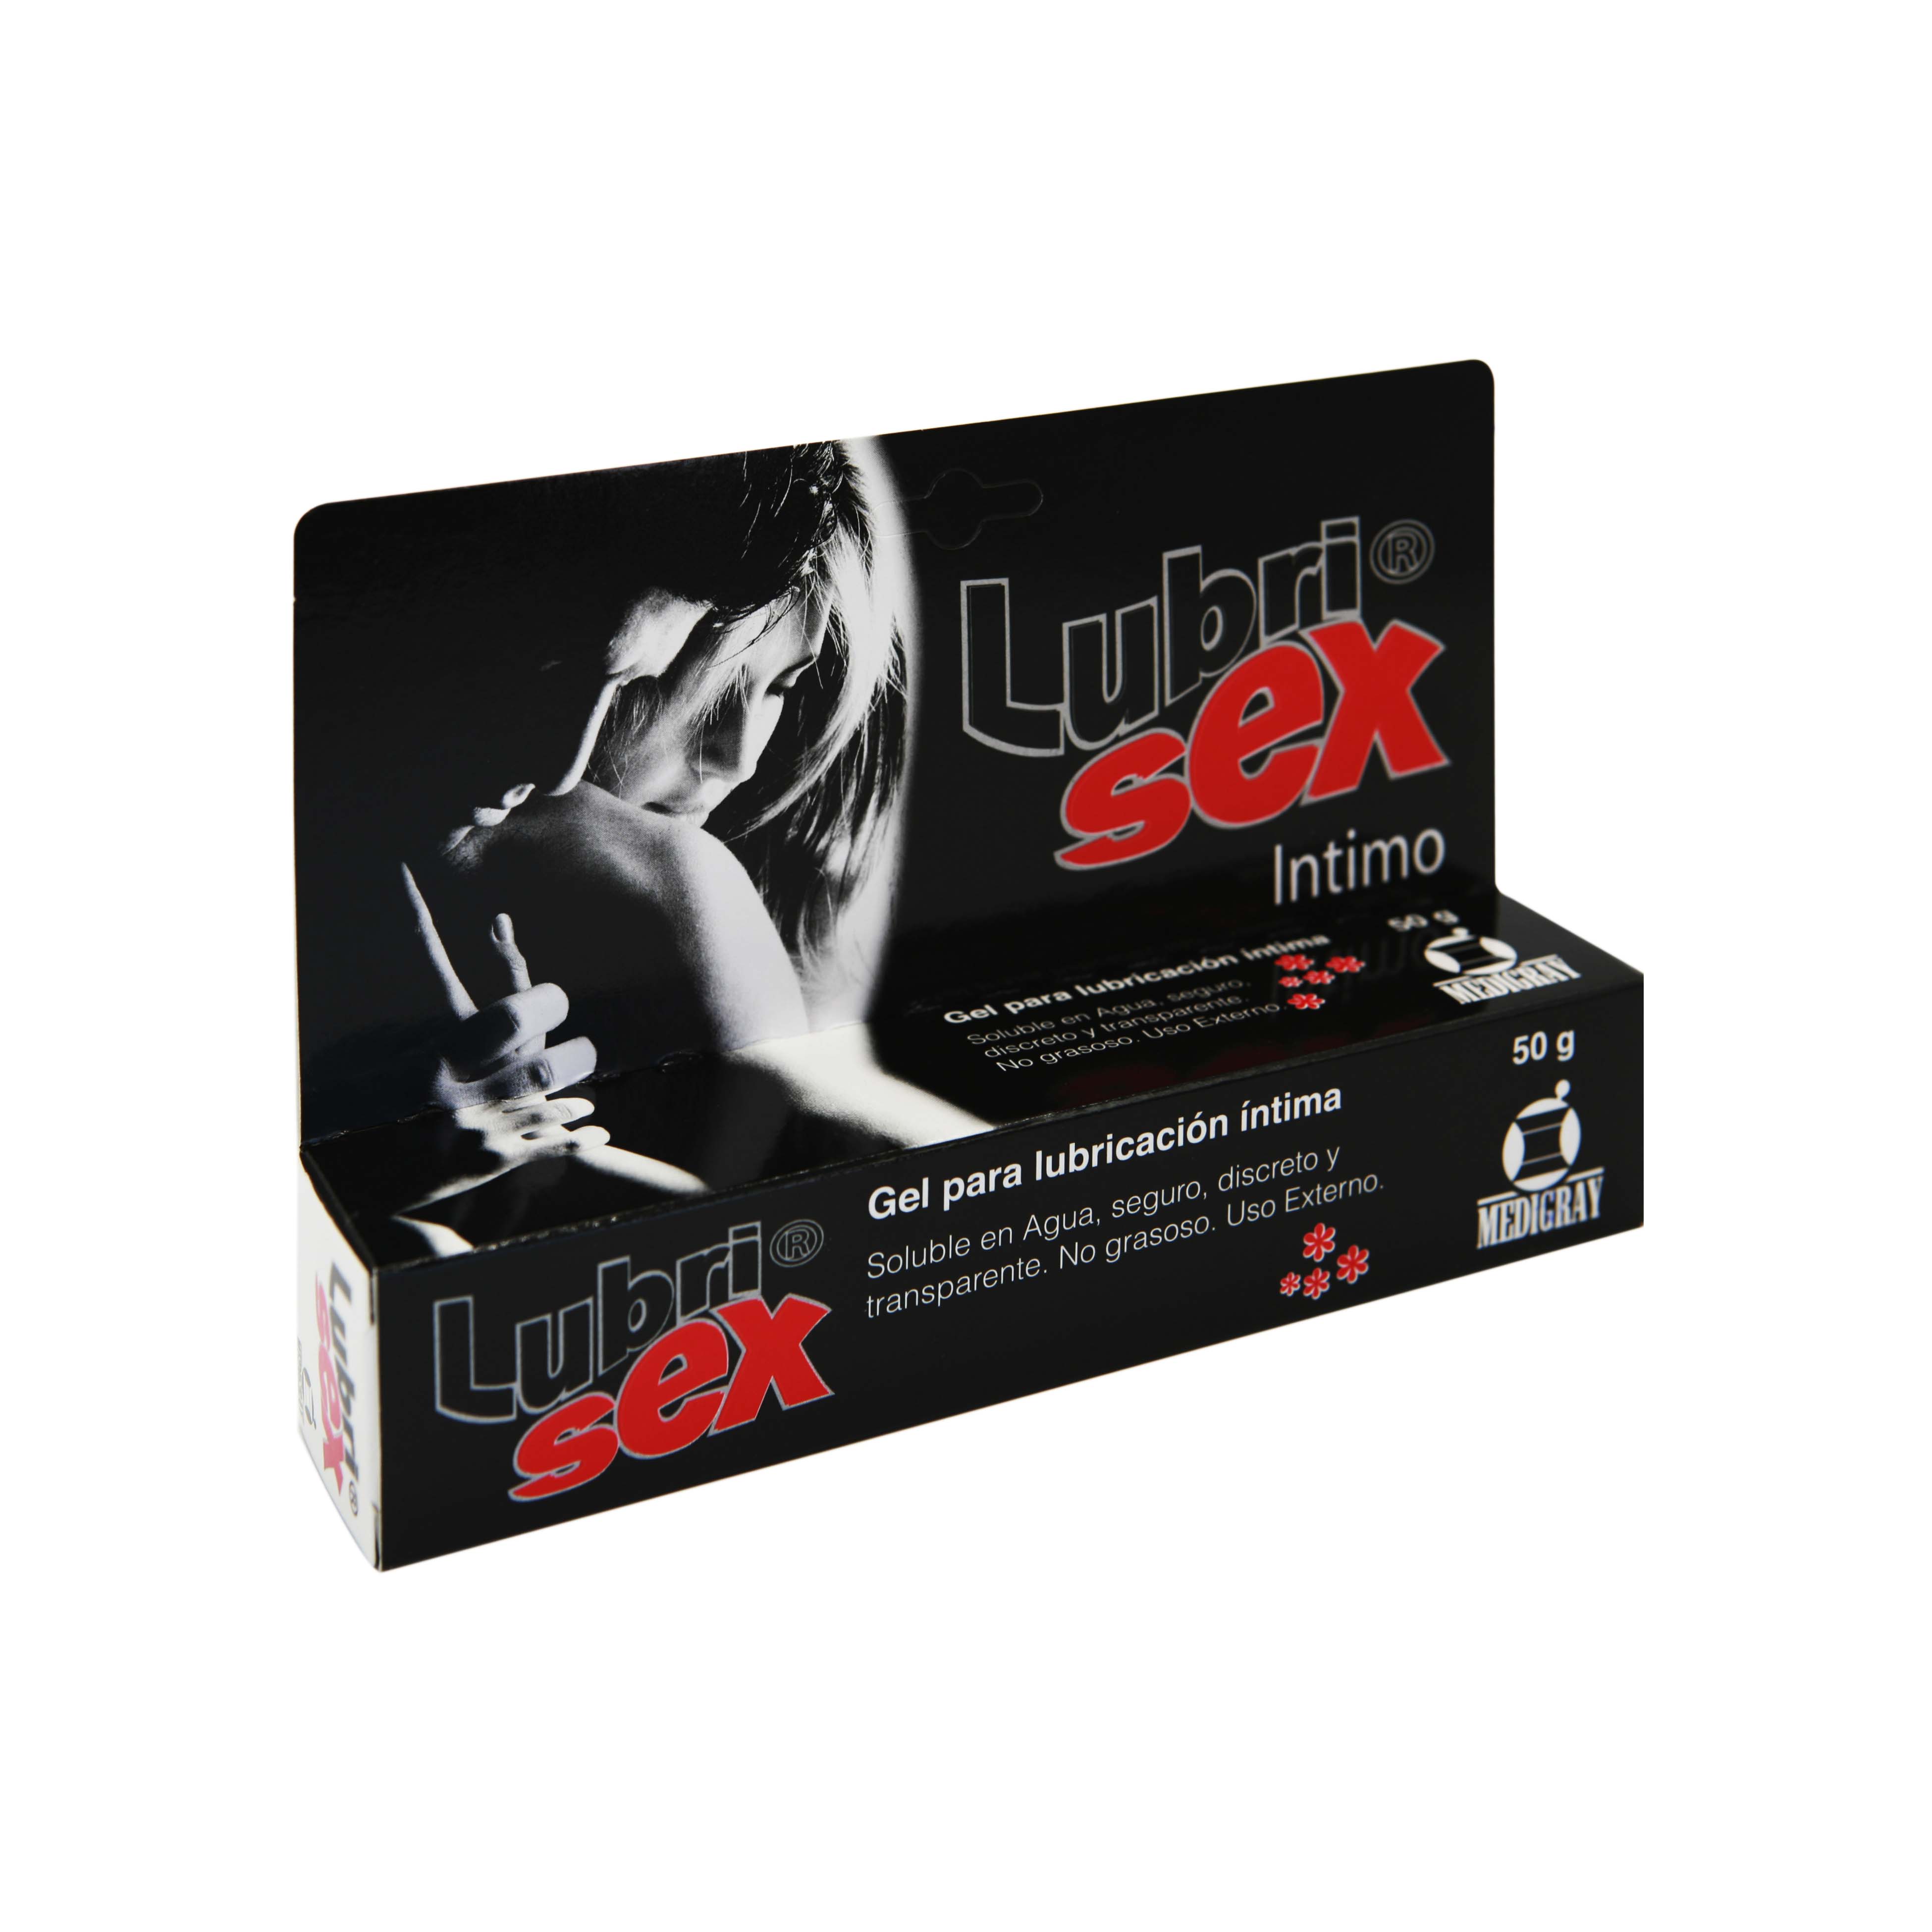 Lubri®
sex
Intimo
50 g
Gel para lubricación íntima
Soluble en Agua, seguro,
discreto y transparente.
No grasoso. Uso Externo.
MEDIGRAY
50 g
Gel para lubricación íntima
Soluble en Agua, seguro, discreto y
transparente. No grasoso. Uso Externo.
MEDIGRAY
Lubri®
sex
Lubri®
sex